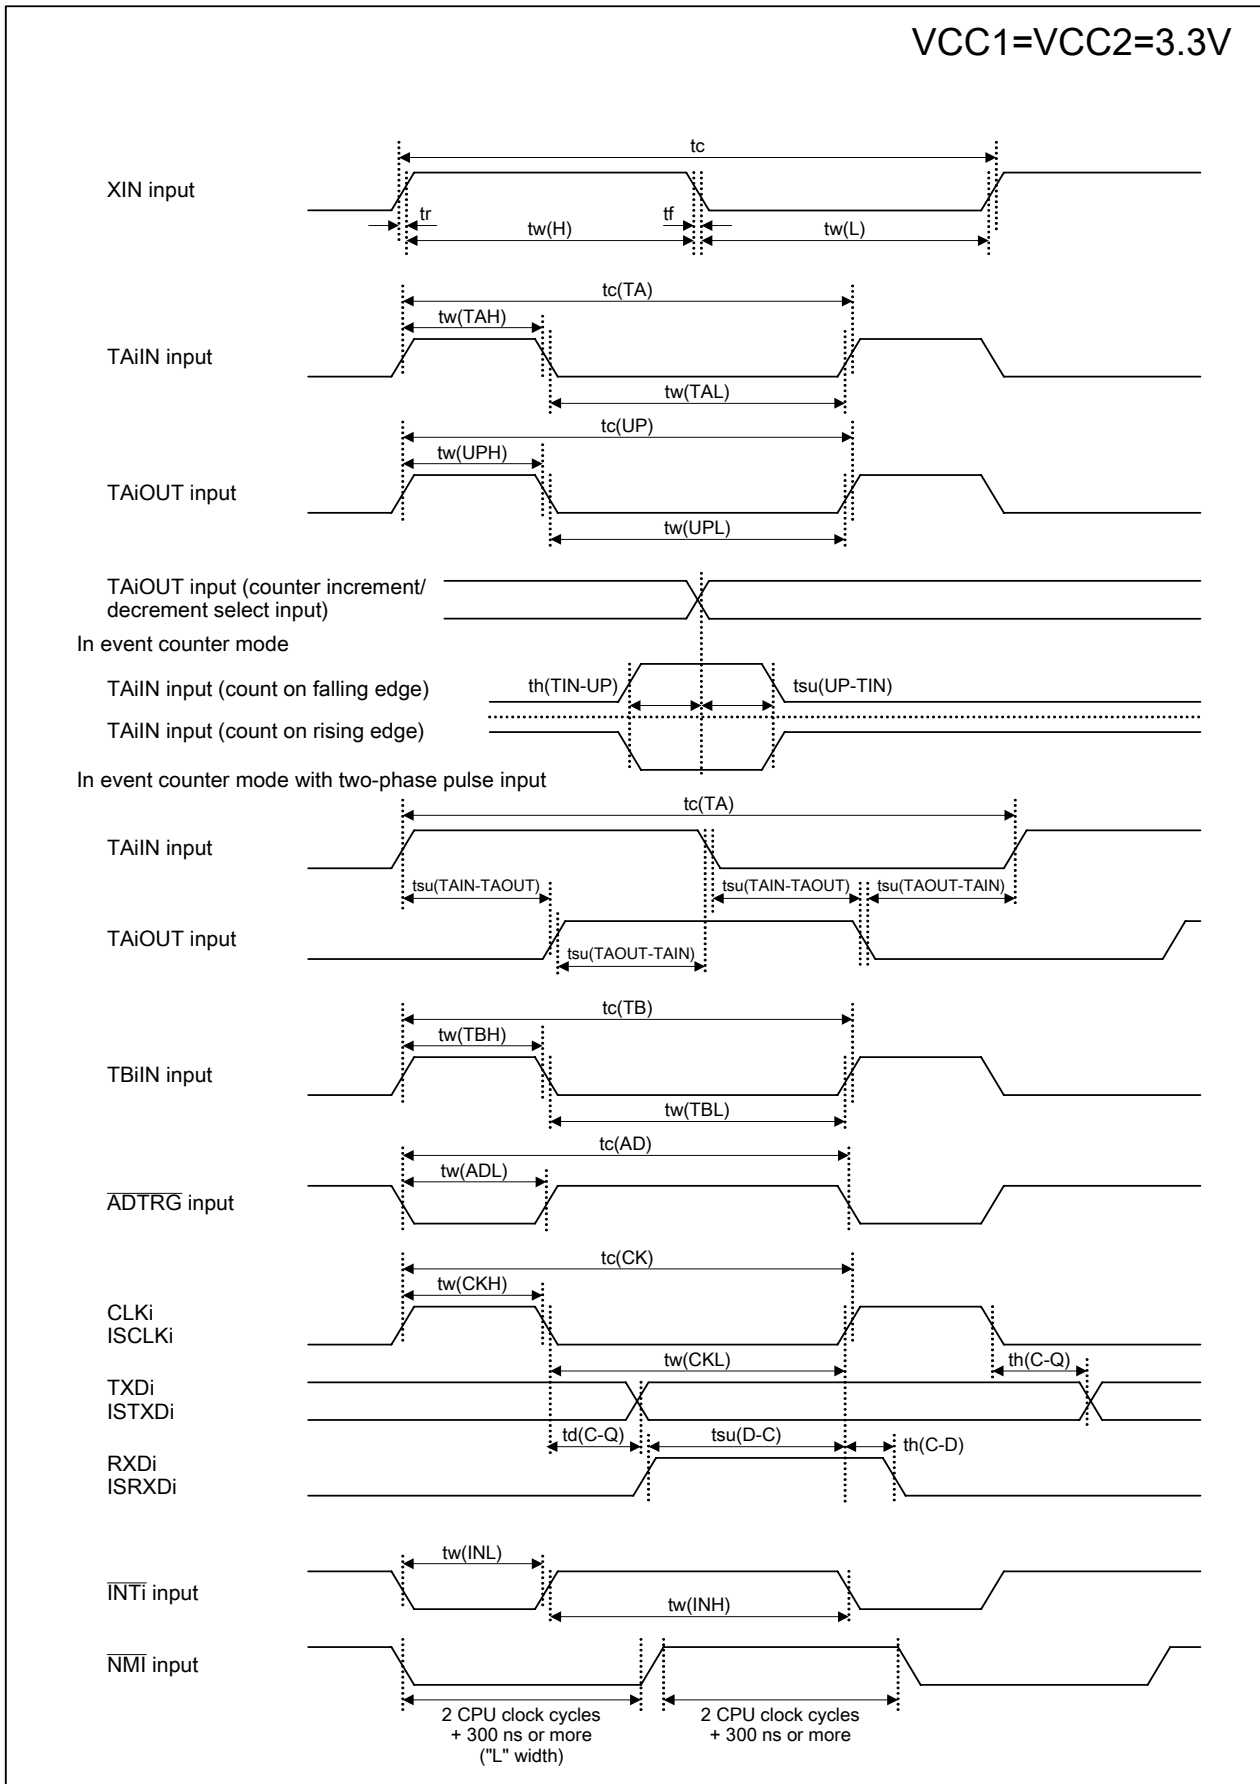 VCC1=VCC2=3.3V
tc
XIN input
tr
tf
tw(H)
tw(L)
tc(TA)
tw(TAH)
TAiIN input
tw(TAL)
tc(UP)
tw(UPH)
TAiOUT input
tw(UPL)
TAiOUT input (counter increment/
decrement select input)
In event counter mode
TAiIN input (count on falling edge)
th(TIN-UP)
tsu(UP-TIN)
TAiIN input (count on rising edge)
In event counter mode with two-phase pulse input
tc(TA)
TAiIN input
tsu(TAIN-TAOUT)
tsu(TAIN-TAOUT)
tsu(TAOUT-TAIN)
TAiOUT input
tsu(TAOUT-TAIN)
tc(TB)
tw(TBH)
TBiIN input
tw(TBL)
tc(AD)
tw(ADL)
ADTRG input
tc(CK)
tw(CKH)
CLKi
ISCLKi
tw(CKL)
th(C-Q)
TXDi
ISTXDi
td(C-Q)
tsu(D-C)
th(C-D)
RXDi
ISRXDi
tw(INL)
INTi input
tw(INH)
NMI input
2 CPU clock cycles
+ 300 ns or more
("L" width)
2 CPU clock cycles
+ 300 ns or more